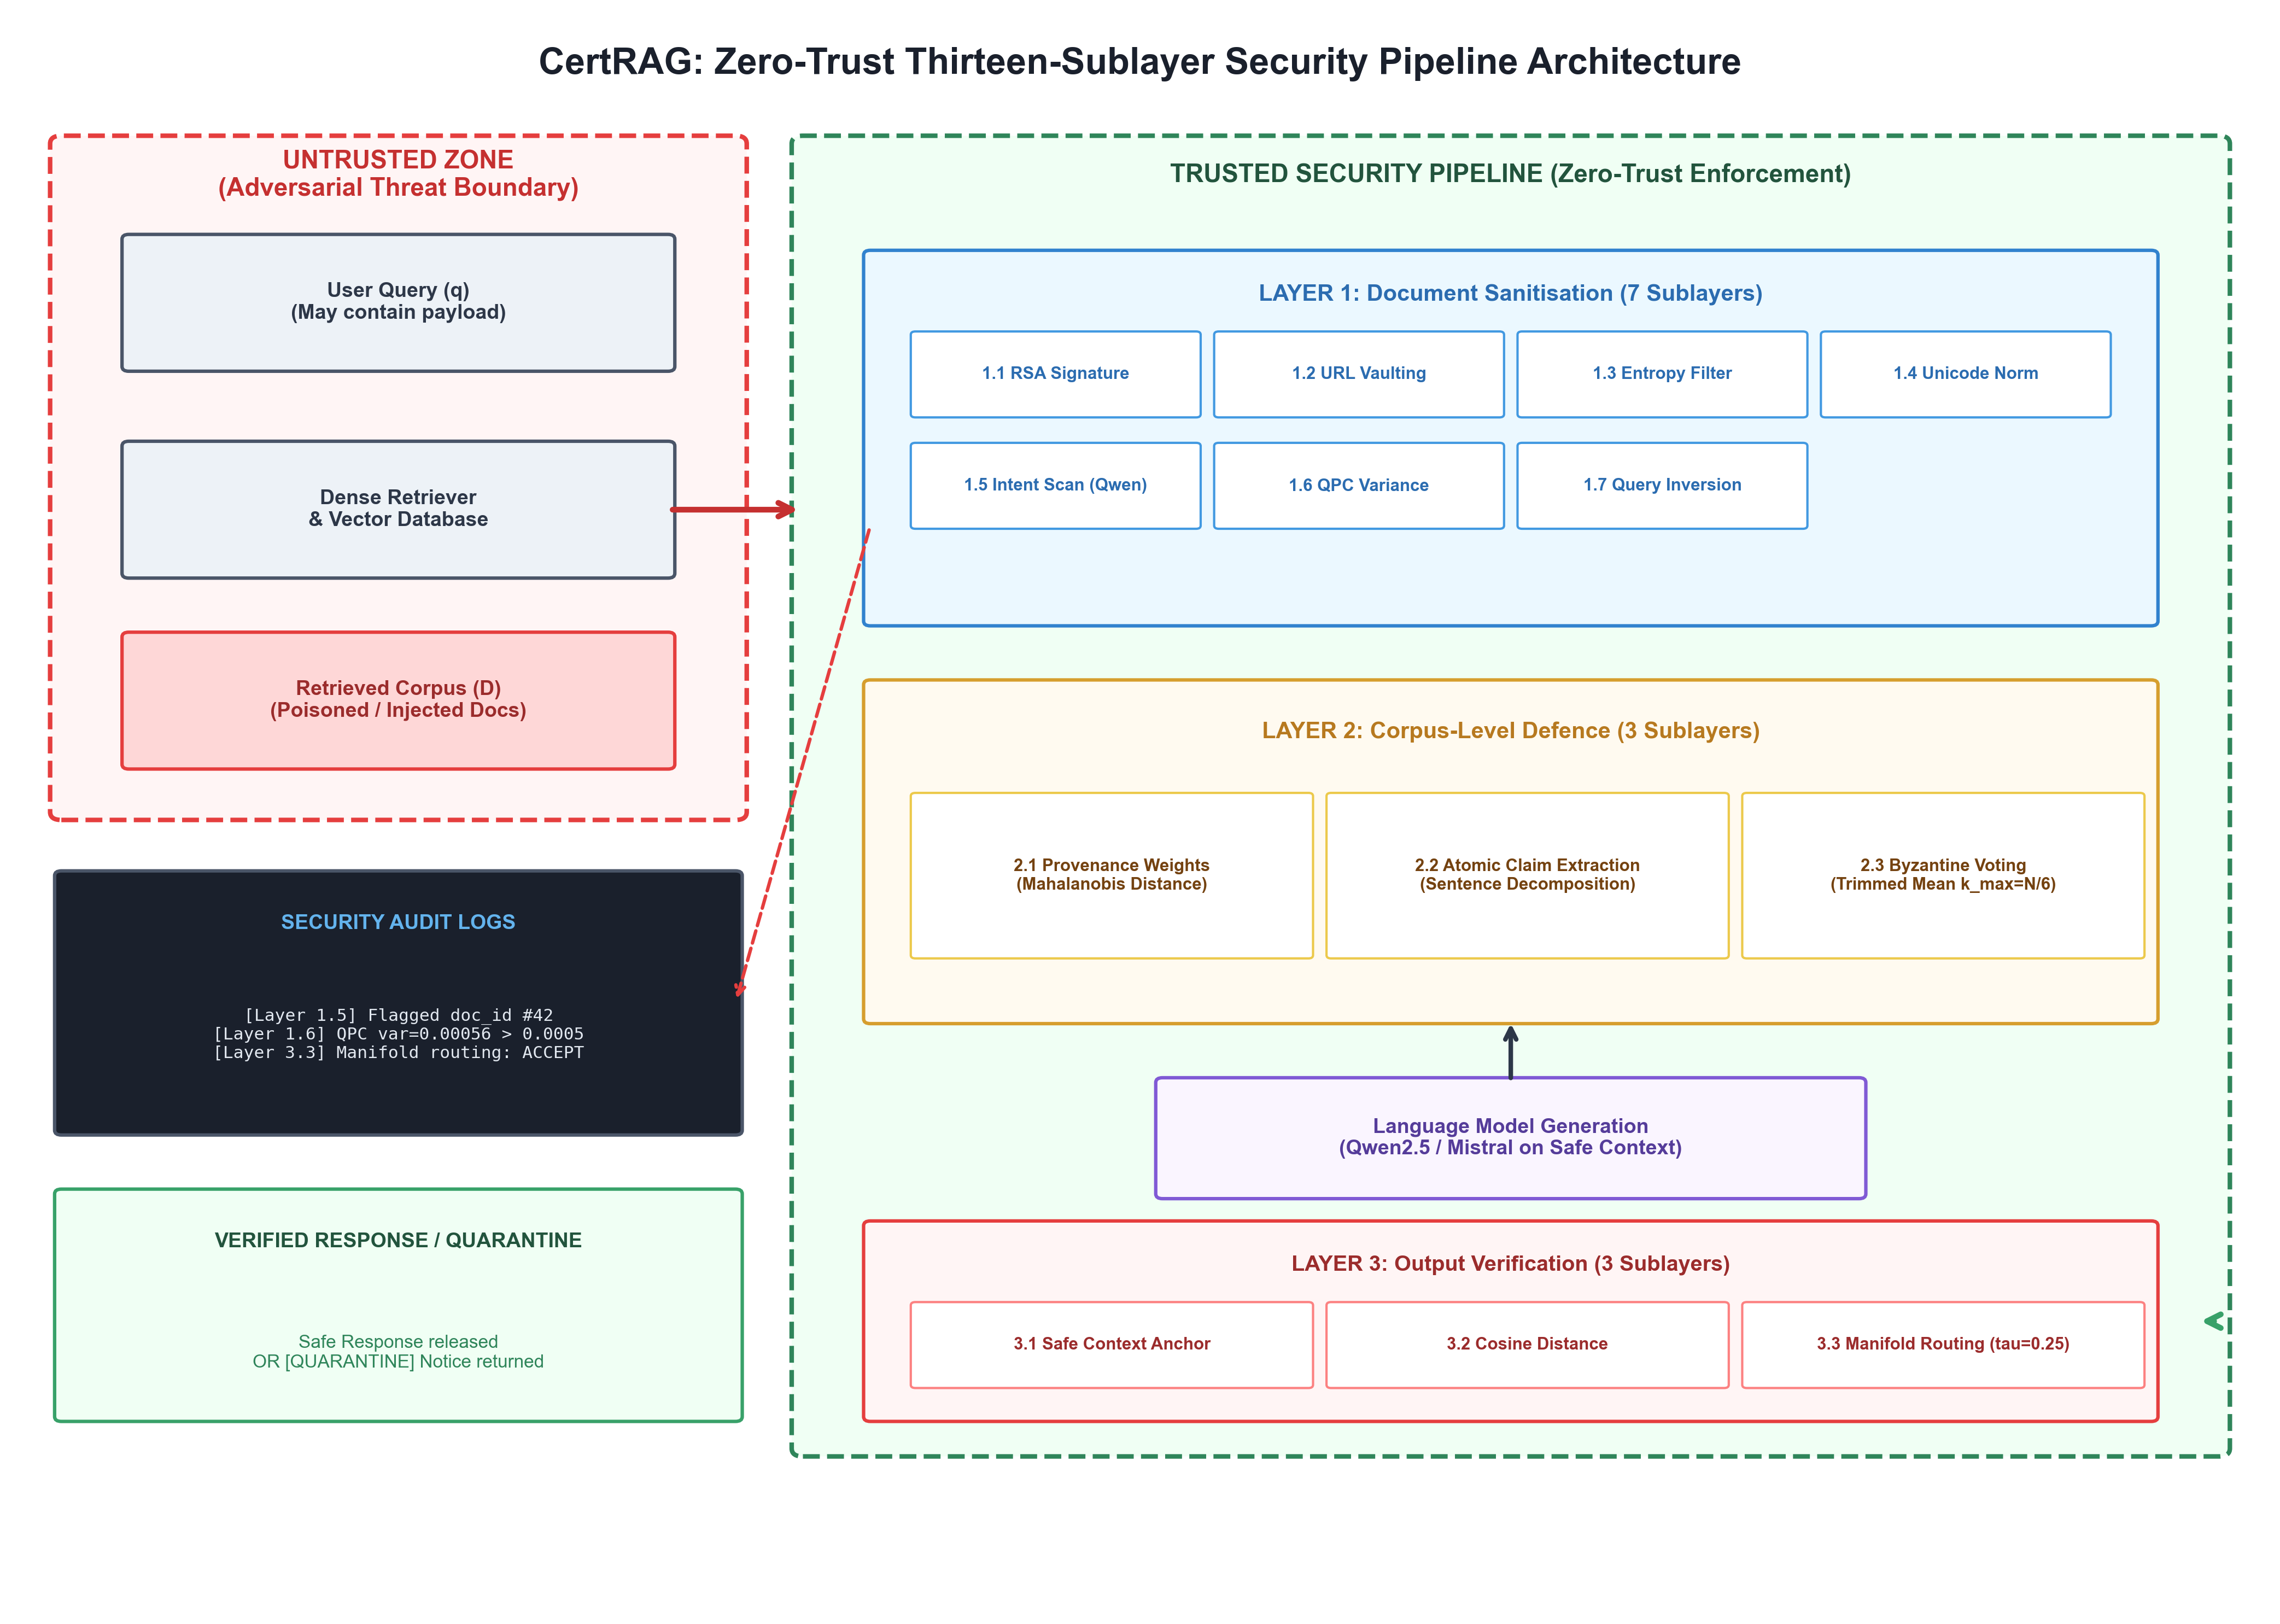 CertRAG: Zero-Trust Thirteen-Sublayer Security Pipeline Architecture
UNTRUSTED ZONE
(Adversarial Threat Boundary)
User Query (q)
(May contain payload)
Dense Retriever
& Vector Database
Retrieved Corpus (D)
(Poisoned / Injected Docs)
SECURITY AUDIT LOGS
[Layer 1.5] Flagged doc_id #42
[Layer 1.6] QPC var=0.00056 > 0.0005
[Layer 3.3] Manifold routing: ACCEPT
VERIFIED RESPONSE / QUARANTINE
Safe Response released
OR [QUARANTINE] Notice returned
TRUSTED SECURITY PIPELINE (Zero-Trust Enforcement)
LAYER 1: Document Sanitisation (7 Sublayers)
1.1 RSA Signature
1.2 URL Vaulting
1.3 Entropy Filter
1.4 Unicode Norm
1.5 Intent Scan (Qwen)
1.6 QPC Variance
1.7 Query Inversion
LAYER 2: Corpus-Level Defence (3 Sublayers)
2.1 Provenance Weights
(Mahalanobis Distance)
2.2 Atomic Claim Extraction
(Sentence Decomposition)
2.3 Byzantine Voting
(Trimmed Mean k_max=N/6)
Language Model Generation
(Qwen2.5 / Mistral on Safe Context)
LAYER 3: Output Verification (3 Sublayers)
3.1 Safe Context Anchor
3.2 Cosine Distance
3.3 Manifold Routing (tau=0.25)